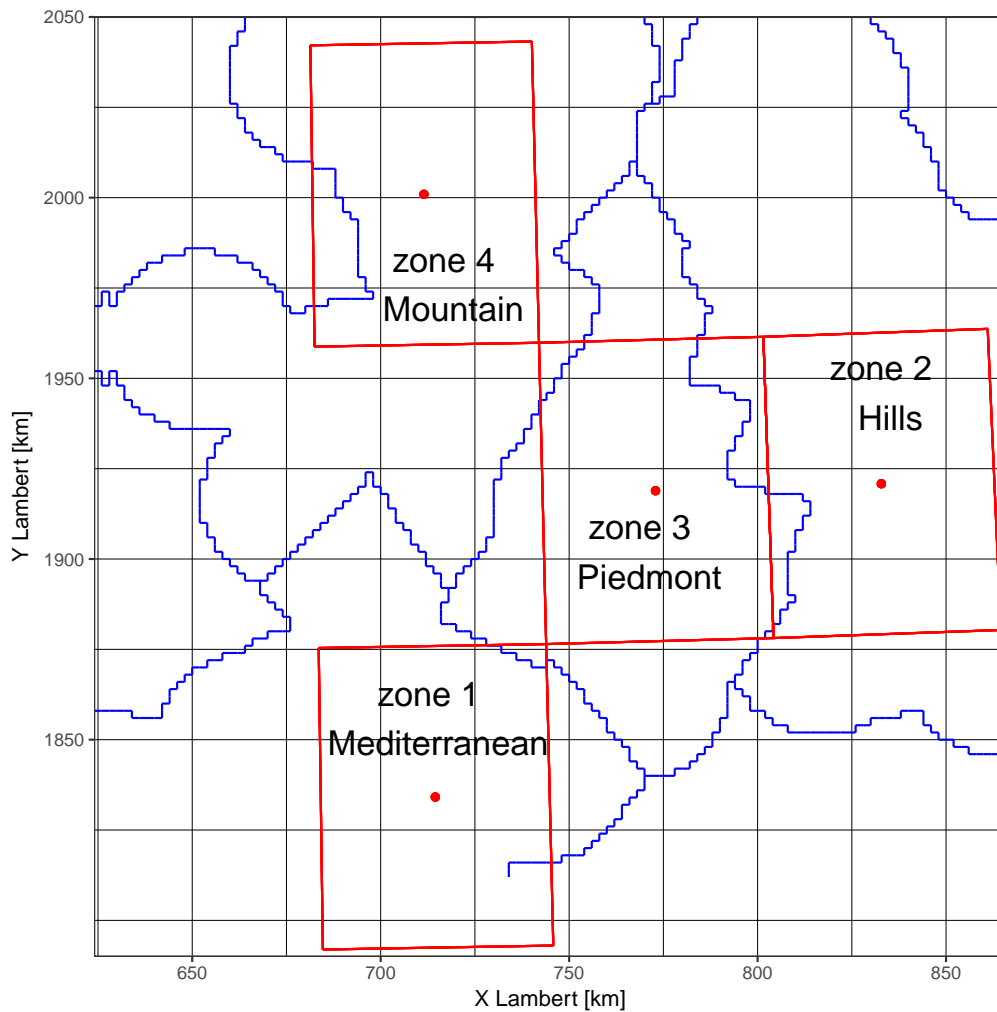 2050
2000
1950
1900
1850
Y Lambert [km]
zone 4
Mountain
zone 2
Hills
zone 3
Piedmont
zone 1
Mediterranean
650
700
750
800
850
X Lambert [km]